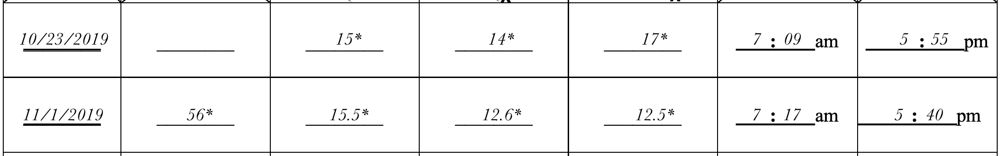 10/23/2019 15* 14* 17* 7 : 09 am 5 : 55 pm
11/1/2019 56* 15.5* 12.6* 12.5* 7 : 17 am 5 : 40 pm